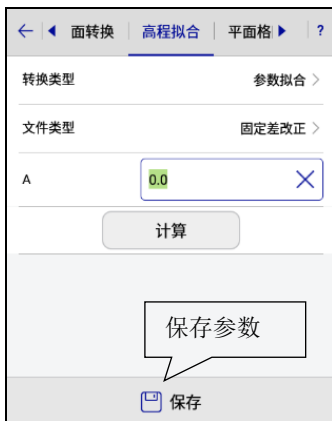 面转换 高程拟合 平面格 ?
转换类型 参数拟合
文件类型 固定差改正
A 0.0
计算
保存参数
保存